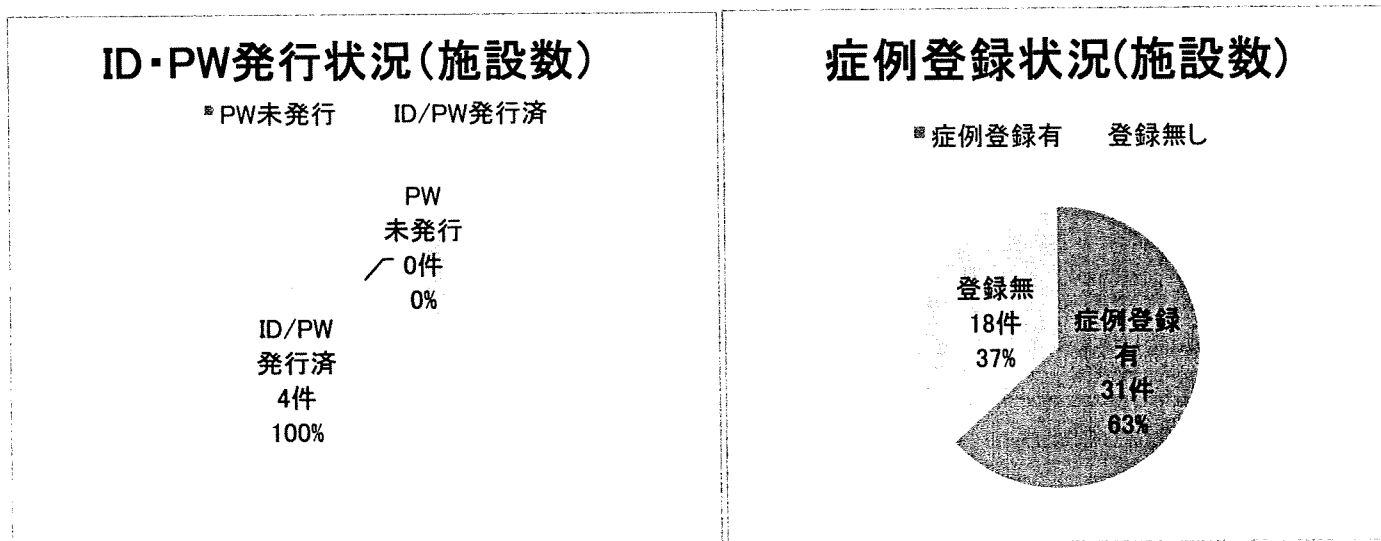 ID・PW発行状況(施設数)
PW未発行 ID/PW発行済
PW
未発行
0件
0%
ID/PW
発行済
4件
100%
症例登録状況(施設数)
症例登録有 登録無し
登録無
18件
37%
症例登録
有
31件
63%